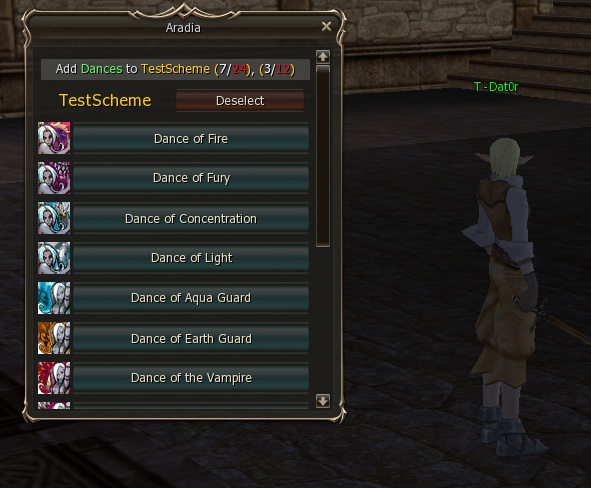 Aradia
Add Dances to TestScheme (7/24), (3/12)
TestScheme
Deselect
Dance of Fire
Dance of Fury
Dance of Concentration
Dance of Light
Dance of Aqua Guard
Dance of Earth Guard
Dance of the Vampire
T-Dat0r